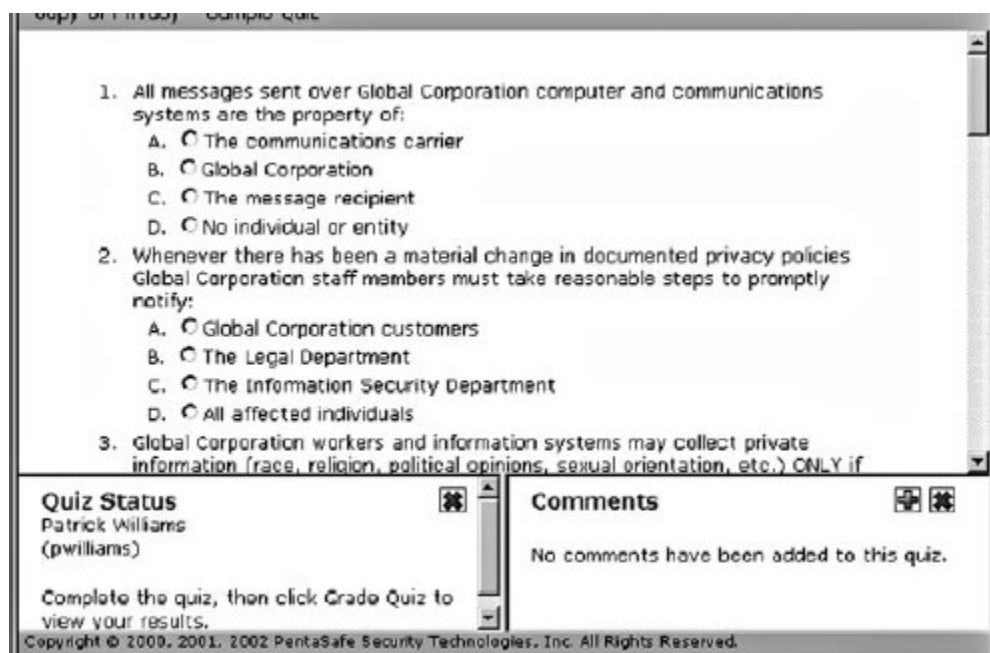 Sample Quiz
1. All messages sent over Global Corporation computer and communications
systems are the property of:
A. The communications carrier
B. Global Corporation
C. The message recipient
D. No individual or entity
2. Whenever there has been a material change in documented privacy policies
Global Corporation staff members must take reasonable steps to promptly
notify:
A. Global Corporation customers
B. The Legal Department
C. The Information Security Department
D. All affected individuals
3. Global Corporation workers and information systems may collect private
information (race, religion, political opinions, sexual orientation, etc.) ONLY if
Quiz Status
Patrick Williams
(pwilliams)
Complete the quiz, then click Grade Quiz to
view your results.
Comments
No comments have been added to this quiz.
Copyright © 2000, 2001, 2002 PentaSafe Security Technologies, Inc. All Rights Reserved.